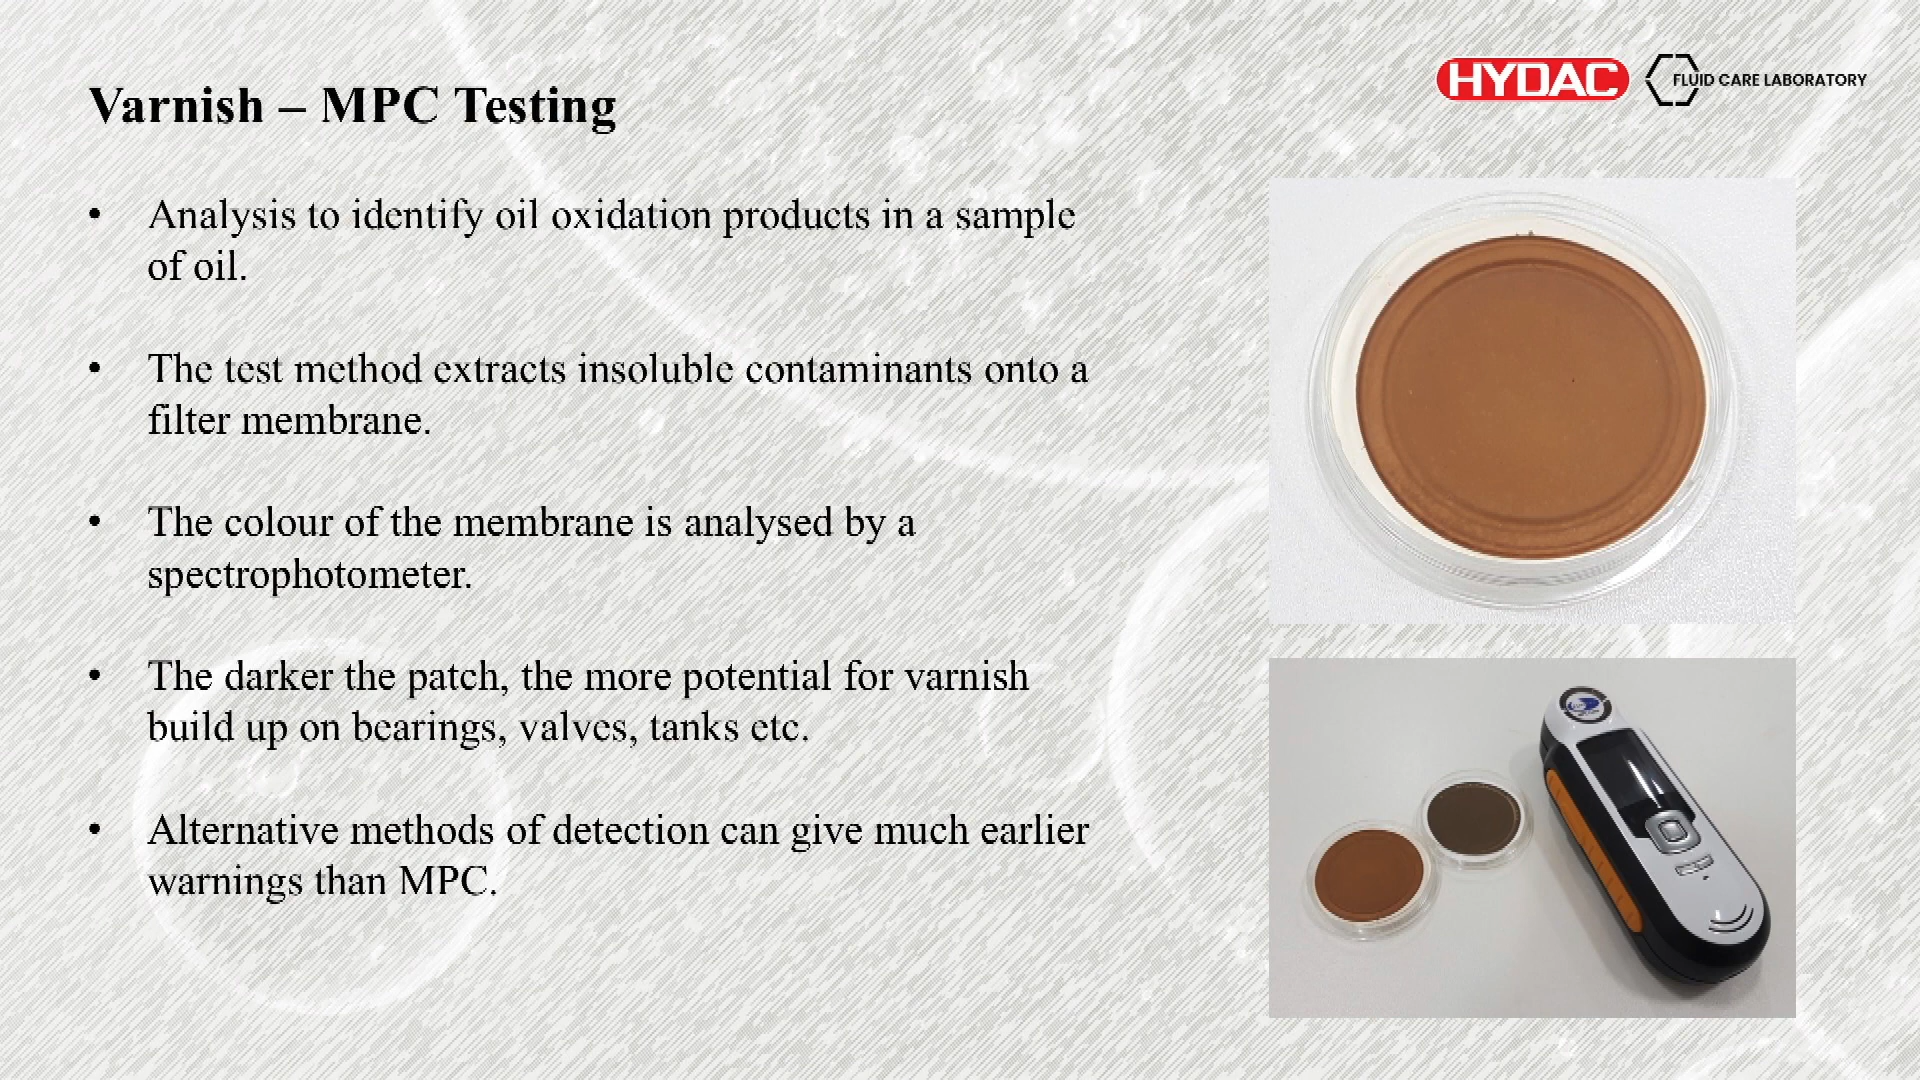 HYDAC FLUID CARE LABORATORY
Varnish – MPC Testing
• Analysis to identify oil oxidation products in a sample
of oil.
• The test method extracts insoluble contaminants onto a
filter membrane.
• The colour of the membrane is analysed by a
spectrophotometer.
• The darker the patch, the more potential for varnish
build up on bearings, valves, tanks etc.
• Alternative methods of detection can give much earlier
warnings than MPC.